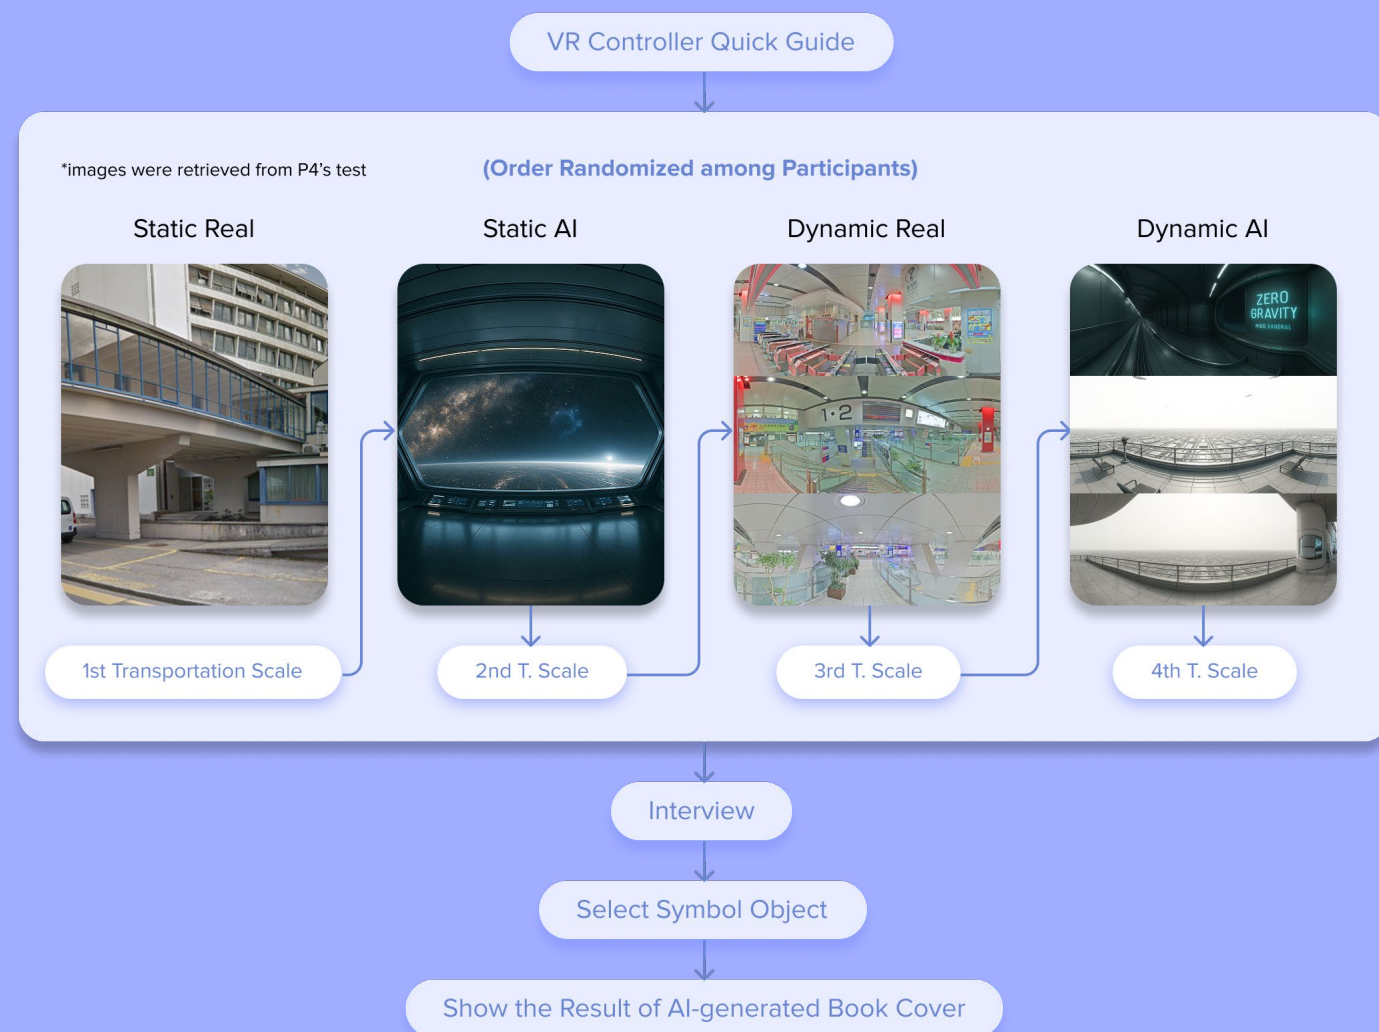 VR Controller Quick Guide
*images were retrieved from P4's test
(Order Randomized among Participants)
Static Real
Static AI
Dynamic Real
Dynamic AI
ZERO
GRAVITY
1·2
1st Transportation Scale
2nd T. Scale
3rd T. Scale
4th T. Scale
Interview
Select Symbol Object
Show the Result of AI-generated Book Cover